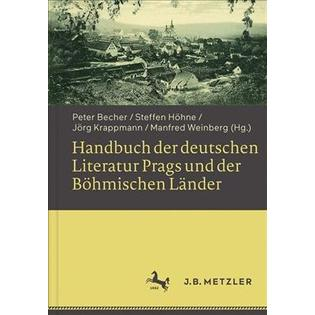 Peter Becher / Steffen Höhne /
Jörg Krappmann / Manfred Weinberg (Hg.)
Handbuch der deutschen
Literatur Prags und der
Böhmischen Länder
J.B. METZLER